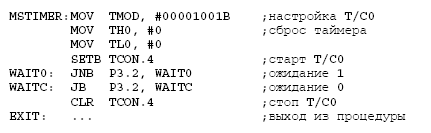 MSTIMER:MOV TMOD, #00001001B ;настройка T/C0
MOV TH0, #0 ;сброс таймера
MOV TL0, #0
SETB TCON.4 ;старт T/C0
WAIT0: JNB P3.2, WAIT0 ;ожидание 1
WAITC: JB P3.2, WAITC ;ожидание 0
CLR TCON.4 ;стоп T/C0
EXIT: ... ;выход из процедуры